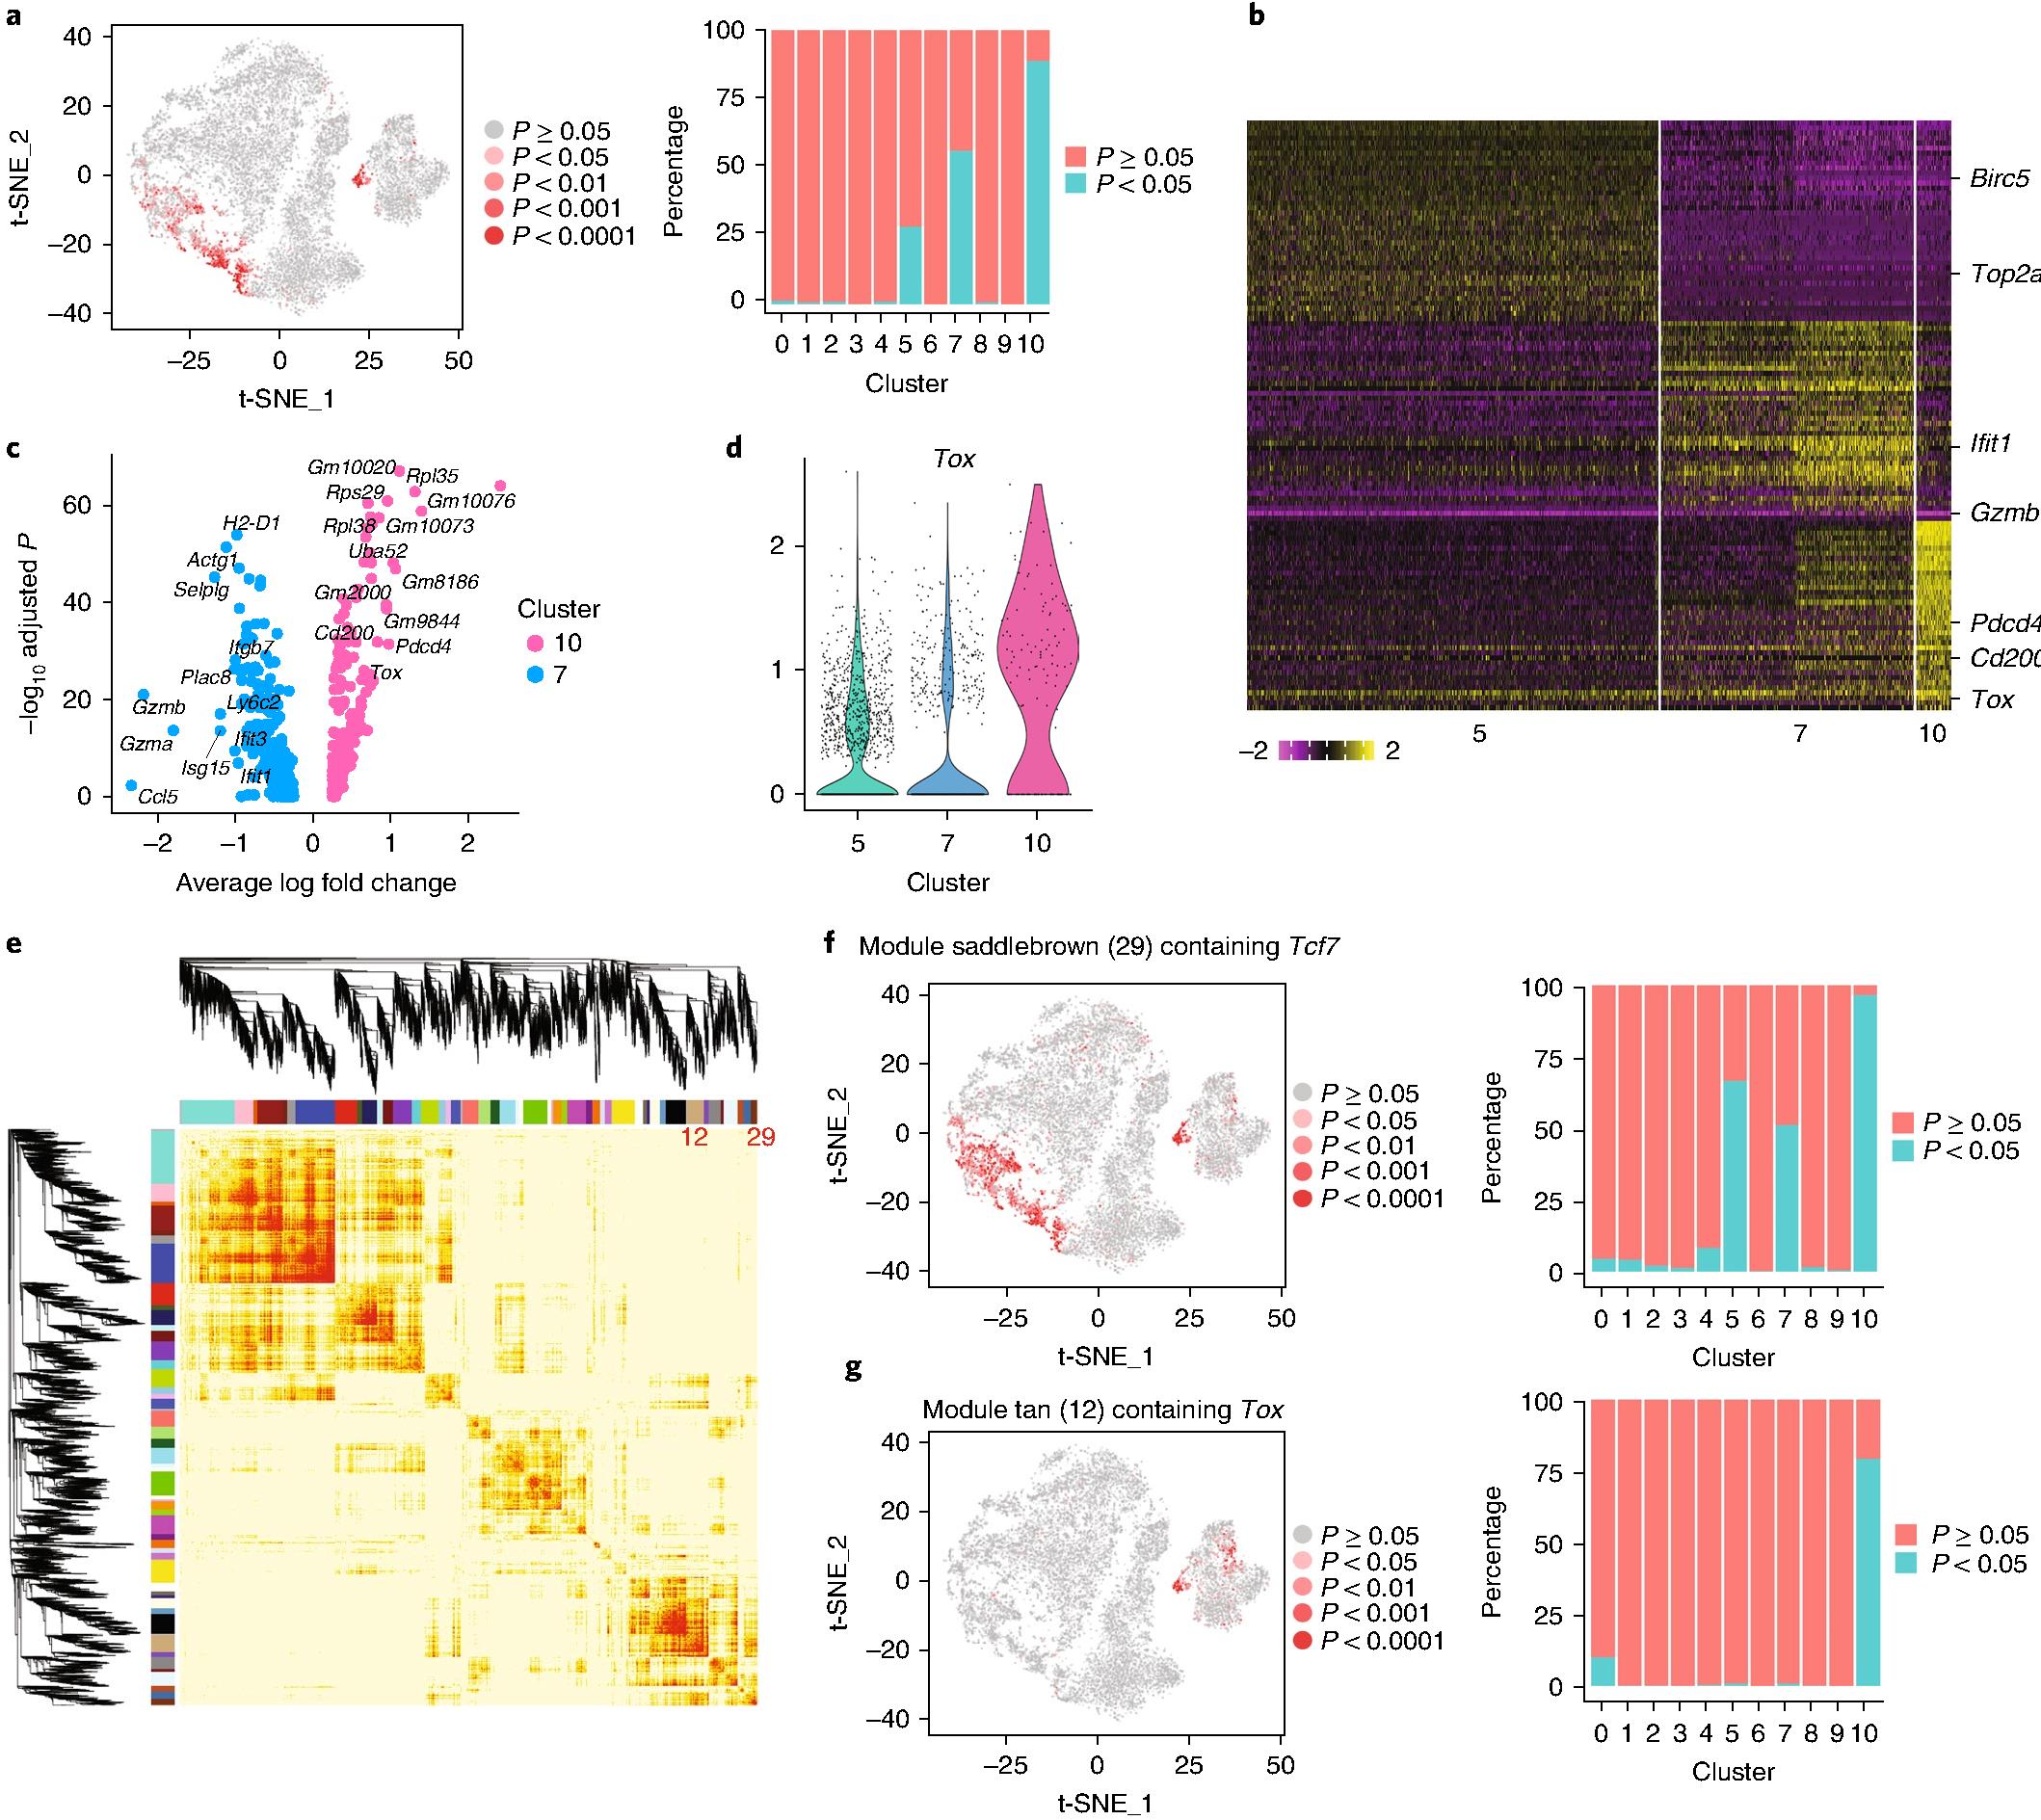 a
40
20
0
−20
−40
t-SNE_2
−25
0
25
50
t-SNE_1
P ≥ 0.05
P < 0.05
P < 0.01
P < 0.001
P < 0.0001
100
75
50
25
0
Percentage
0 1 2 3 4 5 6 7 8 9 10
Cluster
P ≥ 0.05
P < 0.05
b
Birc5
Top2a
Ifit1
Gzmb
Pdcd4
Cd200
Tox
5
7
10
−2
2
c
60
40
20
0
−log10 adjusted P
Gm10020
Rpl35
Rps29
Gm10076
H2-D1
Rpl38
Gm10073
Actg1
Uba52
Selplg
Gm8186
Gm2000
Gm9844
Cd200
Itgb7
Pdcd4
Plac8
Tox
Gzmb
Ly6c2
Gzma
Ifit3
Isg15
Ifit1
Ccl5
−2
−1
0
1
2
Average log fold change
Cluster
10
7
d
Tox
2
1
0
5
7
10
Cluster
e
12
29
f
Module saddlebrown (29) containing Tcf7
40
20
0
−20
−40
t-SNE_2
−25
0
25
50
t-SNE_1
P ≥ 0.05
P < 0.05
P < 0.01
P < 0.001
P < 0.0001
100
75
50
25
0
Percentage
0 1 2 3 4 5 6 7 8 9 10
Cluster
P ≥ 0.05
P < 0.05
g
Module tan (12) containing Tox
40
20
0
−20
−40
t-SNE_2
−25
0
25
50
t-SNE_1
P ≥ 0.05
P < 0.05
P < 0.01
P < 0.001
P < 0.0001
100
75
50
25
0
Percentage
0 1 2 3 4 5 6 7 8 9 10
Cluster
P ≥ 0.05
P < 0.05